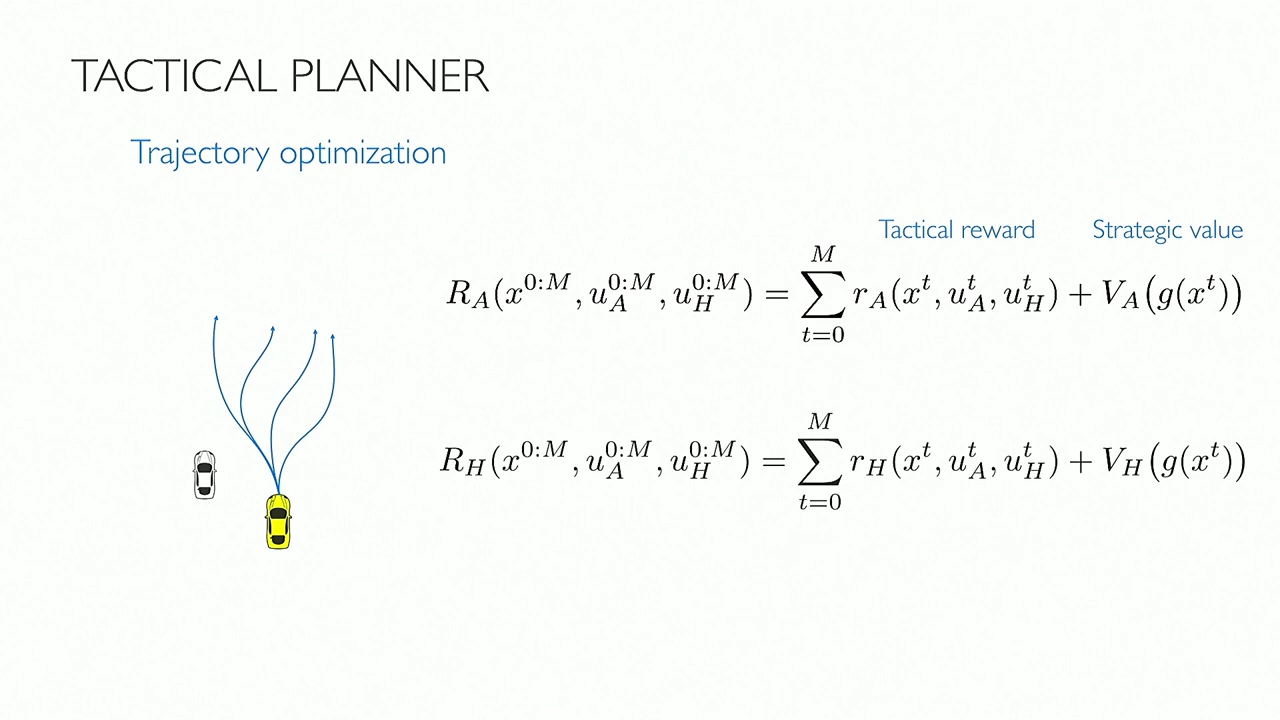 TACTICAL PLANNER
Trajectory optimization
Tactical reward Strategic value
R_A(x^{0:M}, u_A^{0:M}, u_H^{0:M}) = \sum_{t=0}^{M} r_A(x^t, u_A^t, u_H^t) + V_A(g(x^t))
R_H(x^{0:M}, u_A^{0:M}, u_H^{0:M}) = \sum_{t=0}^{M} r_H(x^t, u_A^t, u_H^t) + V_H(g(x^t))